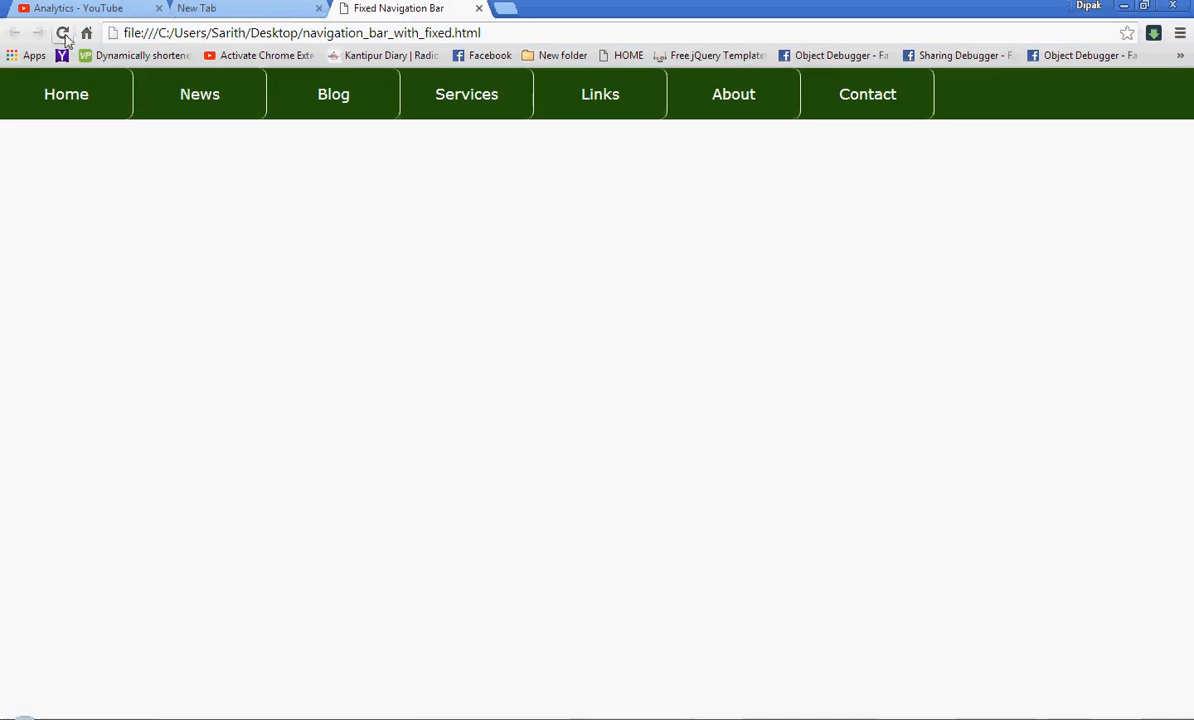 Analytics - YouTube New Tab Fixed Navigation Bar Dipak
file:///C:/Users/Sarith/Desktop/navigation_bar_with_fixed.html
Apps Y VP Dynamically shortene Activate Chrome Exte Kantipur Diary | Radic Facebook New folder HOME Free jQuery Template Object Debugger - Fa Sharing Debugger - F Object Debugger - Fa »
Home News Blog Services Links About Contact